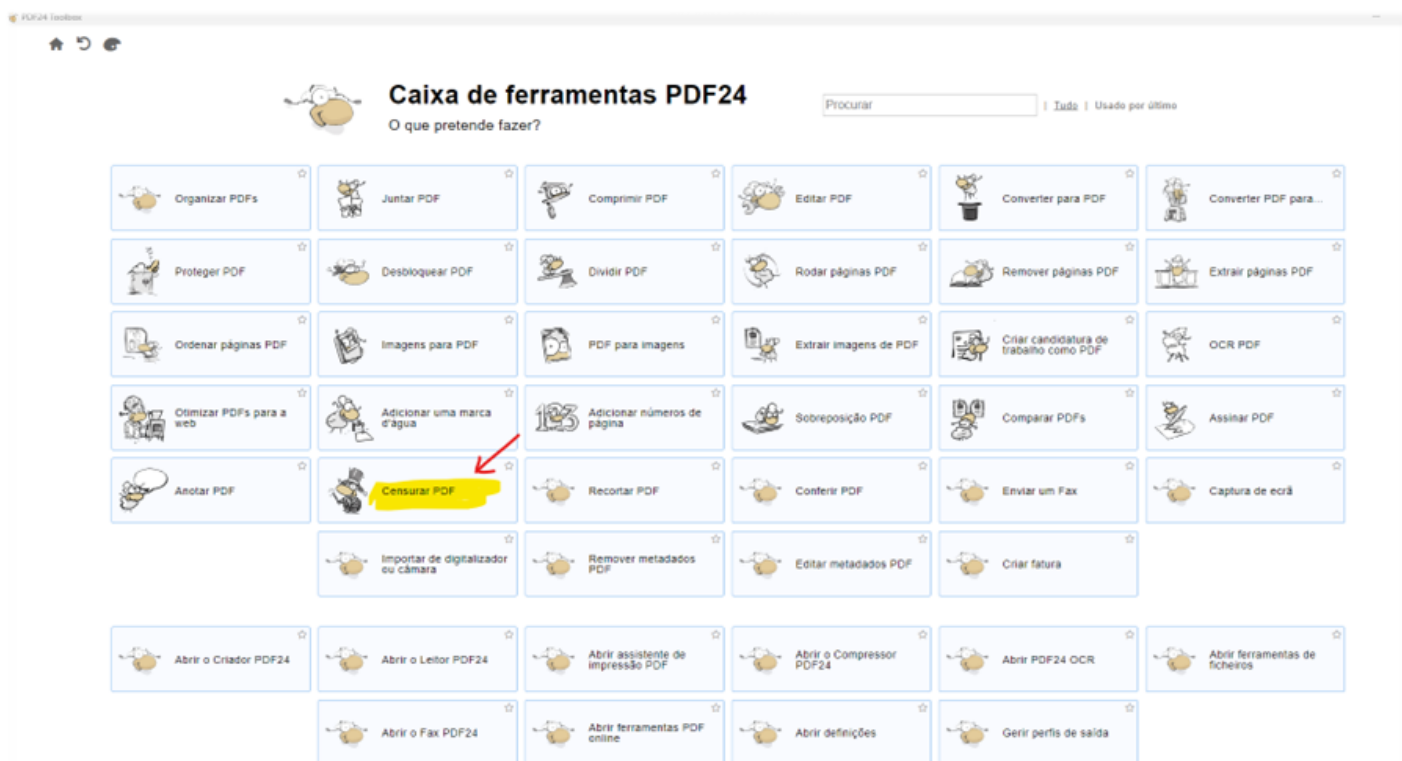 PDF24 Toolbox
Caixa de ferramentas PDF24
O que pretende fazer?
Procurar | Tudo | Usado por último
Organizar PDFs
Juntar PDF
Comprimir PDF
Editar PDF
Converter para PDF
Converter PDF para...
Proteger PDF
Desbloquear PDF
Dividir PDF
Rodar páginas PDF
Remover páginas PDF
Extrair páginas PDF
Ordenar páginas PDF
Imagens para PDF
PDF para imagens
Extrair imagens de PDF
Criar candidatura de
trabalho como PDF
OCR PDF
Otimizar PDFs para a
web
Adicionar uma marca
d'água
123
Adicionar números de
página
Sobreposição PDF
Comparar PDFs
Assinar PDF
Anotar PDF
Censurar PDF
Recortar PDF
Conferir PDF
Enviar um Fax
Captura de ecrã
Importar de digitalizador
ou câmara
Remover metadados
PDF
Editar metadados PDF
Criar fatura
Abrir o Criador PDF24
Abrir o Leitor PDF24
Abrir assistente de
impressão PDF
Abrir o Compressor
PDF24
Abrir PDF24 OCR
Abrir ferramentas de
ficheiros
Abrir o Fax PDF24
Abrir ferramentas PDF
online
Abrir definições
Gerir perfis de saída